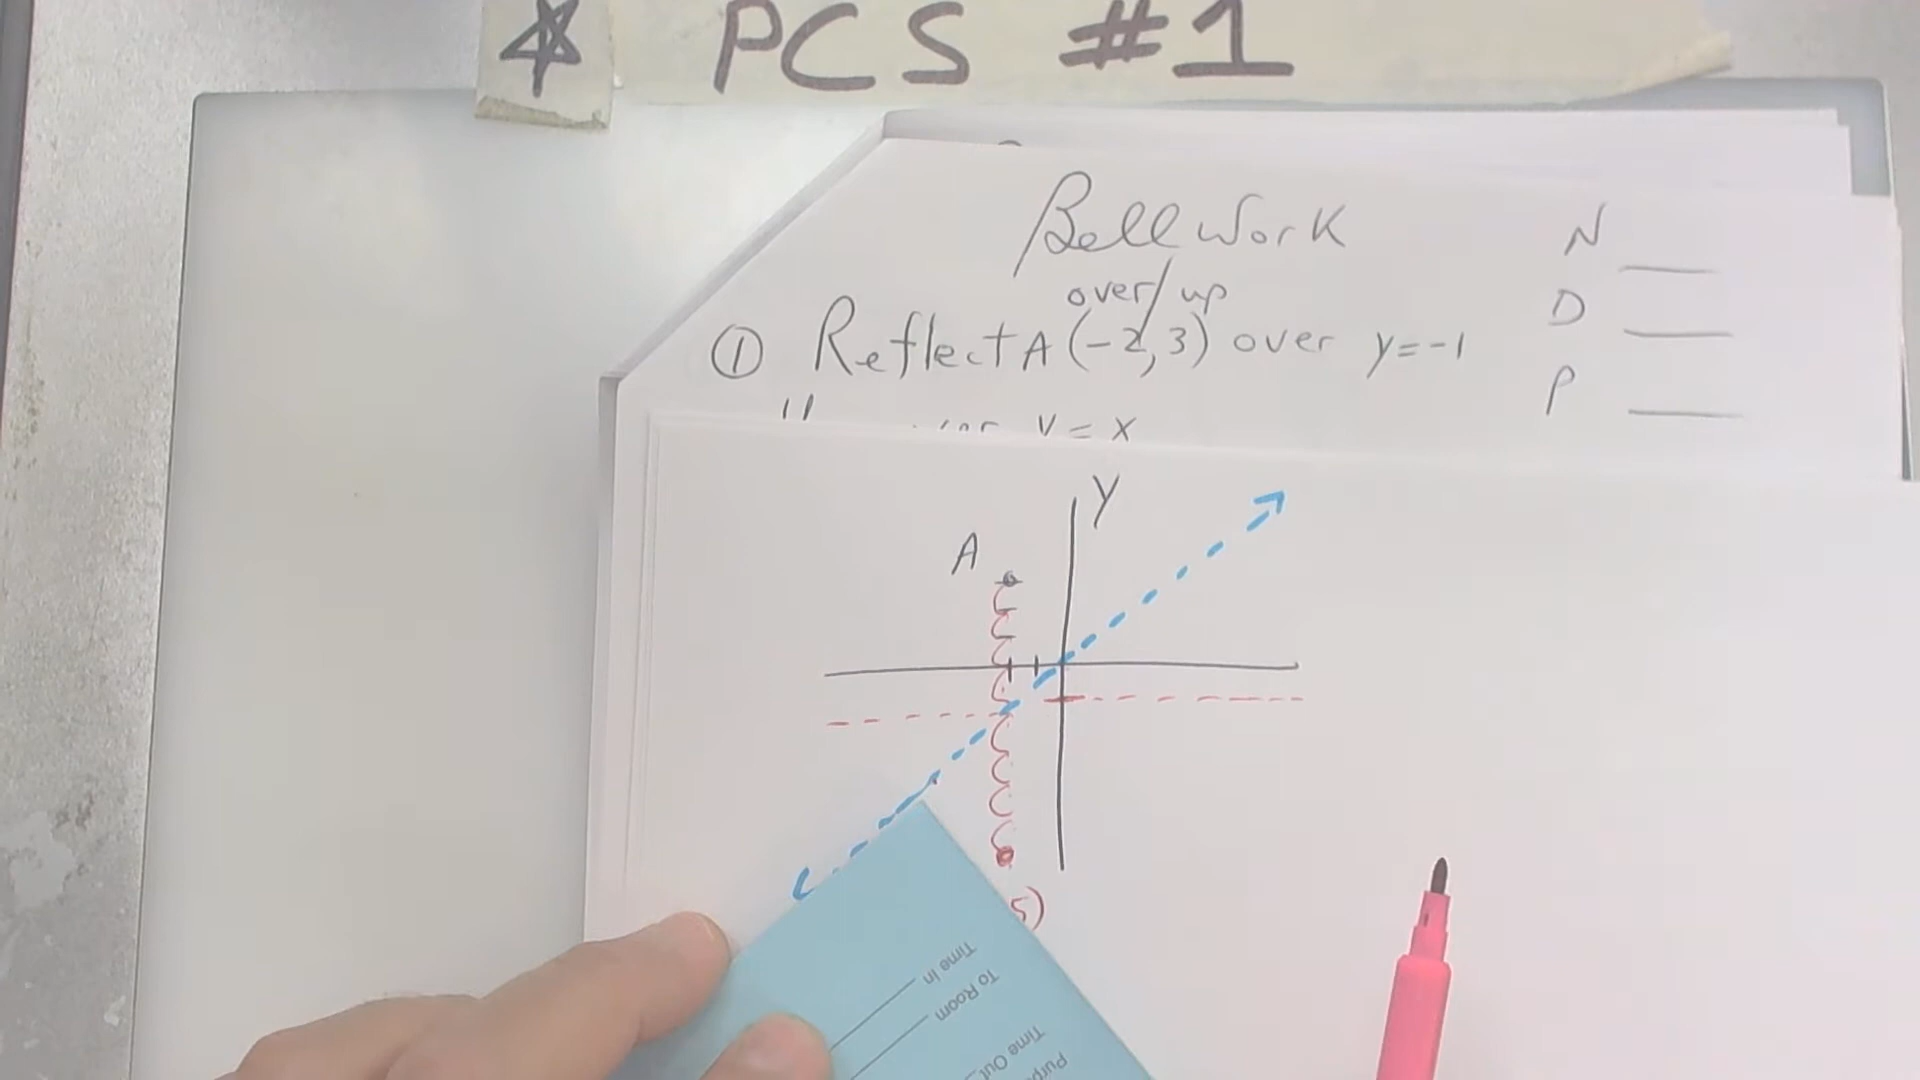 ☆ PCS #1
Bell Work
over/up
① Reflect A (-2,3) over y=-1
N
D
P
" y = x
y
A
5)
Time In
To Room
Time Out